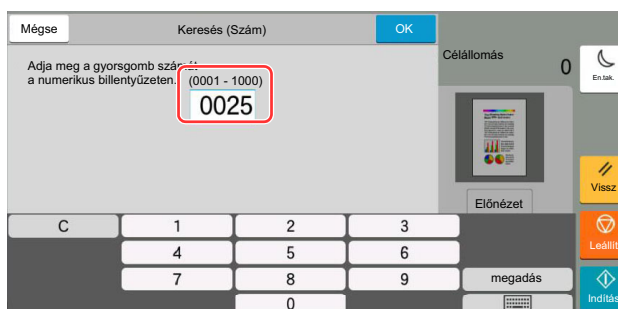 Mégse
Keresés (Szám)
OK
Adja meg a gyorsgomb számát
a numerikus billentyűzeten.
(0001 - 1000)
0025
Célállomás
0
En.tak.
Előnézet
Vissz
Leállít
Indítás
C
1
2
3
4
5
6
7
8
9
0
megadás